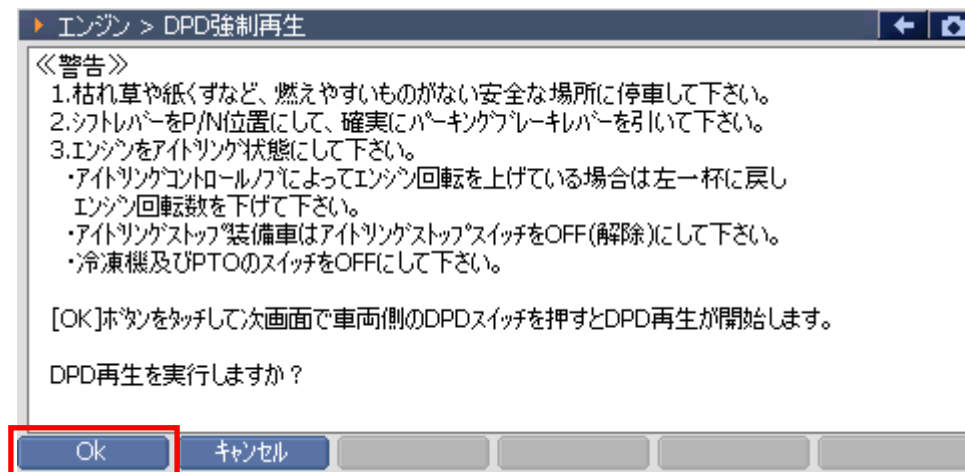 エンジン > DPD強制再生
≪警告≫
1.枯れ草や紙くずなど、燃えやすいものがない安全な場所に停車して下さい。
2.ｼﾌﾄﾚﾊﾞｰをP/N位置にして、確実にﾊﾟｰｷﾝｸﾞﾌﾞﾚｰｷﾚﾊﾞｰを引いて下さい。
3.ｴﾝｼﾞﾝをｱｲﾄﾞﾘﾝｸﾞ状態にして下さい。
・ｱｲﾄﾞﾘﾝｸﾞｺﾝﾄﾛｰﾙﾉﾌﾞによってｴﾝｼﾞﾝ回転を上げている場合は左一杯に戻し
ｴﾝｼﾞﾝ回転数を下げて下さい。
・ｱｲﾄﾞﾘﾝｸﾞｽﾄｯﾌﾟ装備車はｱｲﾄﾞﾘﾝｸﾞｽﾄｯﾌﾟｽｲｯﾁをOFF(解除)にして下さい。
・冷凍機及びPTOのｽｲｯﾁをOFFにして下さい。
[OK]ﾎﾞﾀﾝをﾀｯﾁして次画面で車両側のDPDｽｲｯﾁを押すとDPD再生が開始します。
DPD再生を実行しますか？
Ok ｷｬﾝｾﾙ